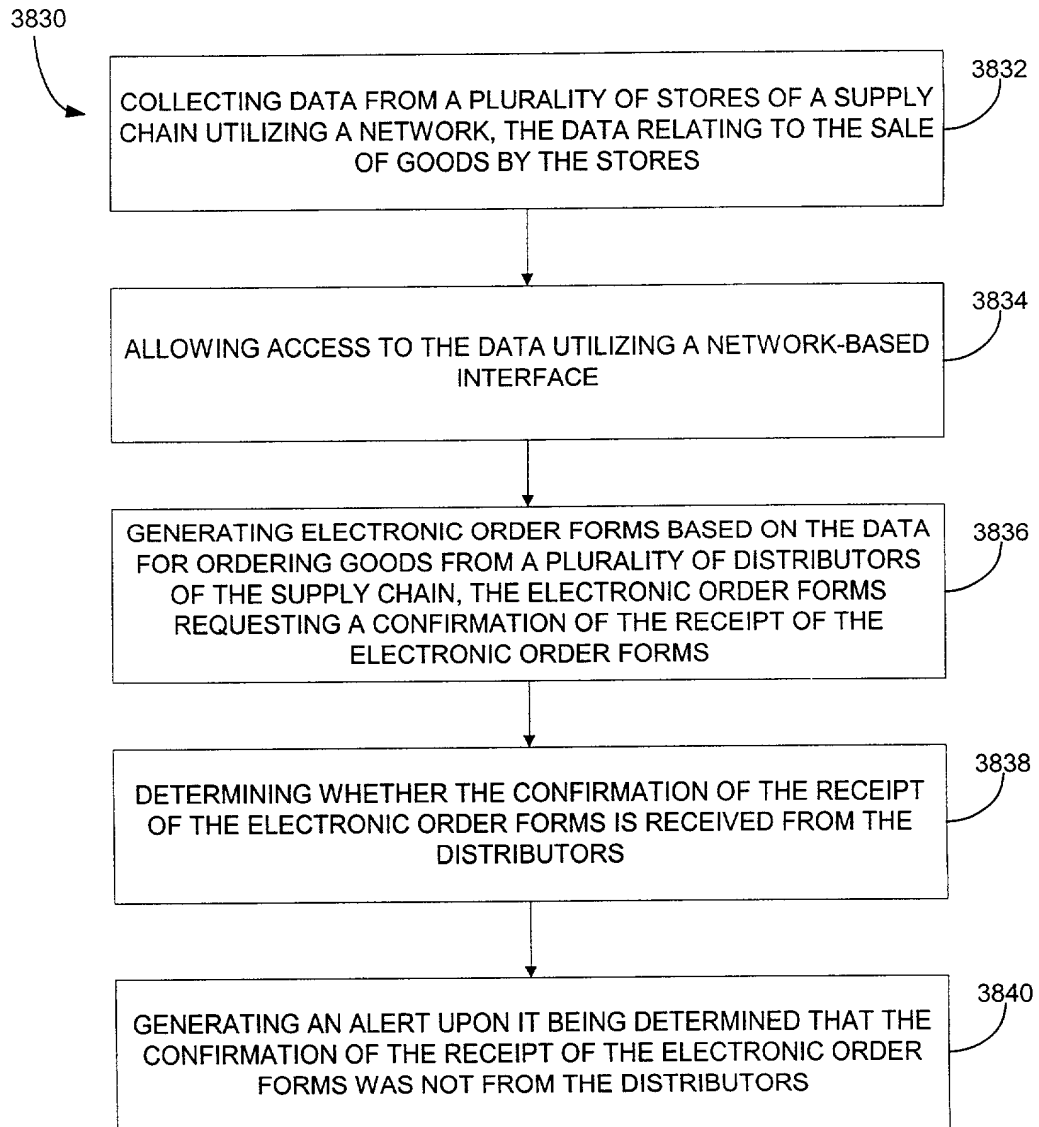 3830
3832
COLLECTING DATA FROM A PLURALITY OF STORES OF A SUPPLY
CHAIN UTILIZING A NETWORK, THE DATA RELATING TO THE SALE
OF GOODS BY THE STORES
3834
ALLOWING ACCESS TO THE DATA UTILIZING A NETWORK-BASED
INTERFACE
3836
GENERATING ELECTRONIC ORDER FORMS BASED ON THE DATA
FOR ORDERING GOODS FROM A PLURALITY OF DISTRIBUTORS
OF THE SUPPLY CHAIN, THE ELECTRONIC ORDER FORMS
REQUESTING A CONFIRMATION OF THE RECEIPT OF THE
ELECTRONIC ORDER FORMS
3838
DETERMINING WHETHER THE CONFIRMATION OF THE RECEIPT
OF THE ELECTRONIC ORDER FORMS IS RECEIVED FROM THE
DISTRIBUTORS
3840
GENERATING AN ALERT UPON IT BEING DETERMINED THAT THE
CONFIRMATION OF THE RECEIPT OF THE ELECTRONIC ORDER
FORMS WAS NOT FROM THE DISTRIBUTORS